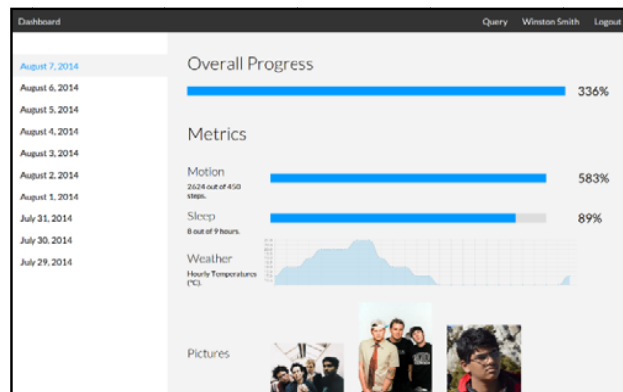 Dashboard
Query Winston Smith Logout
August 7, 2014
August 6, 2014
August 5, 2014
August 4, 2014
August 3, 2014
August 2, 2014
August 1, 2014
July 31, 2014
July 30, 2014
July 29, 2014
Overall Progress
336%
Metrics
Motion
2624 out of 450
steps.
583%
Sleep
8 out of 9 hours.
89%
Weather
Hourly Temperatures
(°C).
Pictures